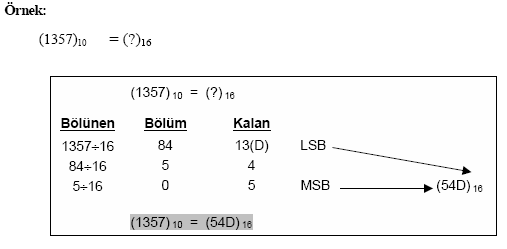 Örnek:
(1357)₁₀ = (?)₁₆
(1357)₁₀ = (?)₁₆
Bölünen Bölüm Kalan
1357÷16 84 13(D) LSB
84÷16 5 4
5÷16 0 5 MSB (54D)₁₆
(1357)₁₀ = (54D)₁₆